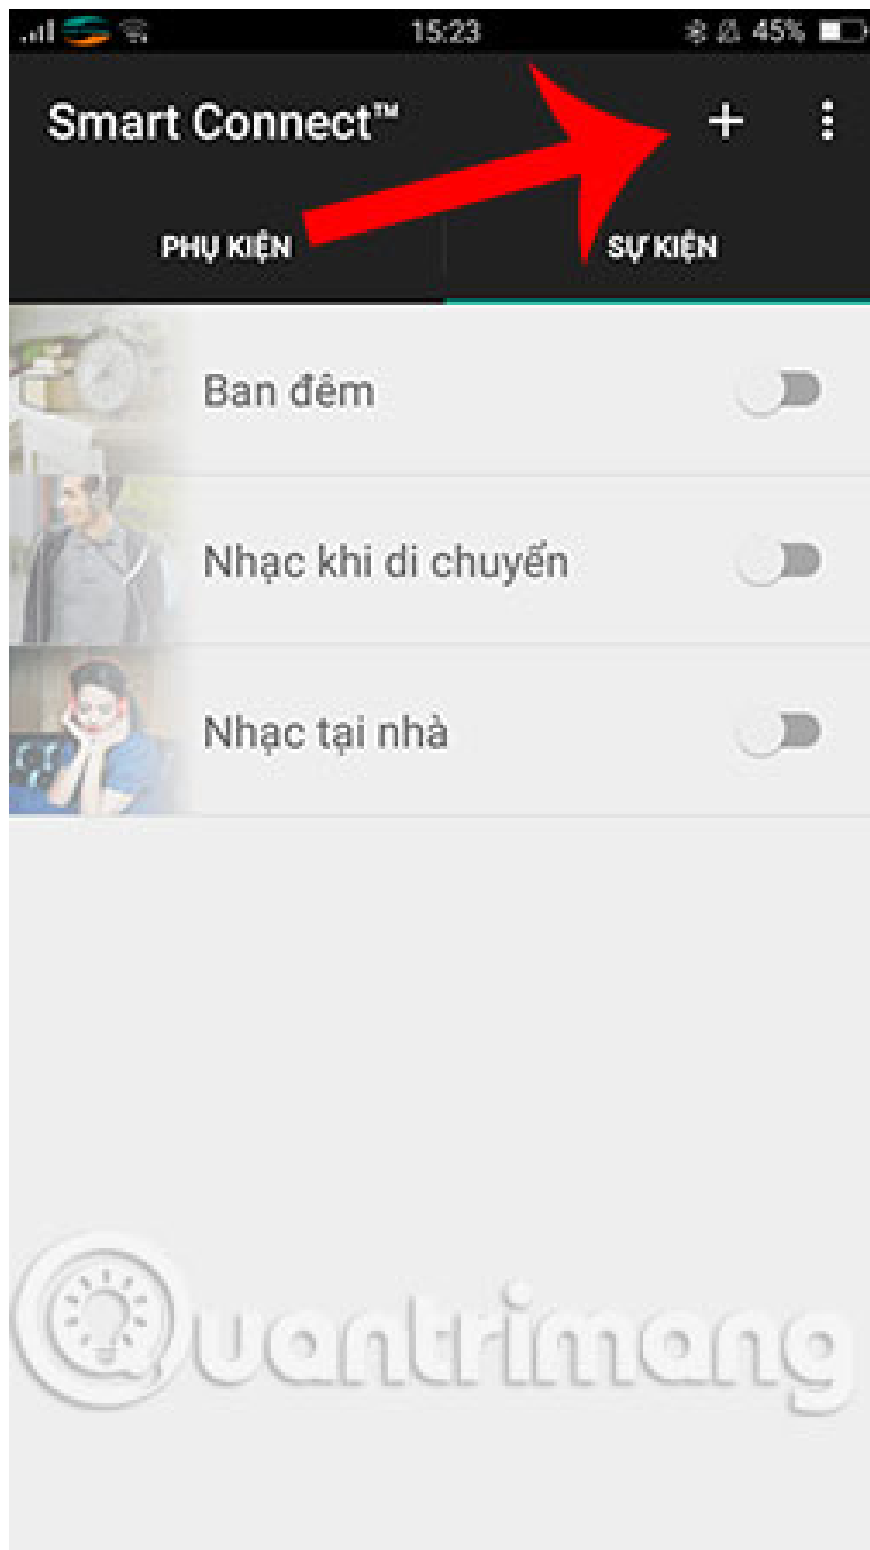 15:23
45%
Smart Connect™
PHỤ KIỆN
SỰ KIỆN
Ban đêm
Nhạc khi di chuyển
Nhạc tại nhà
Quantrimang